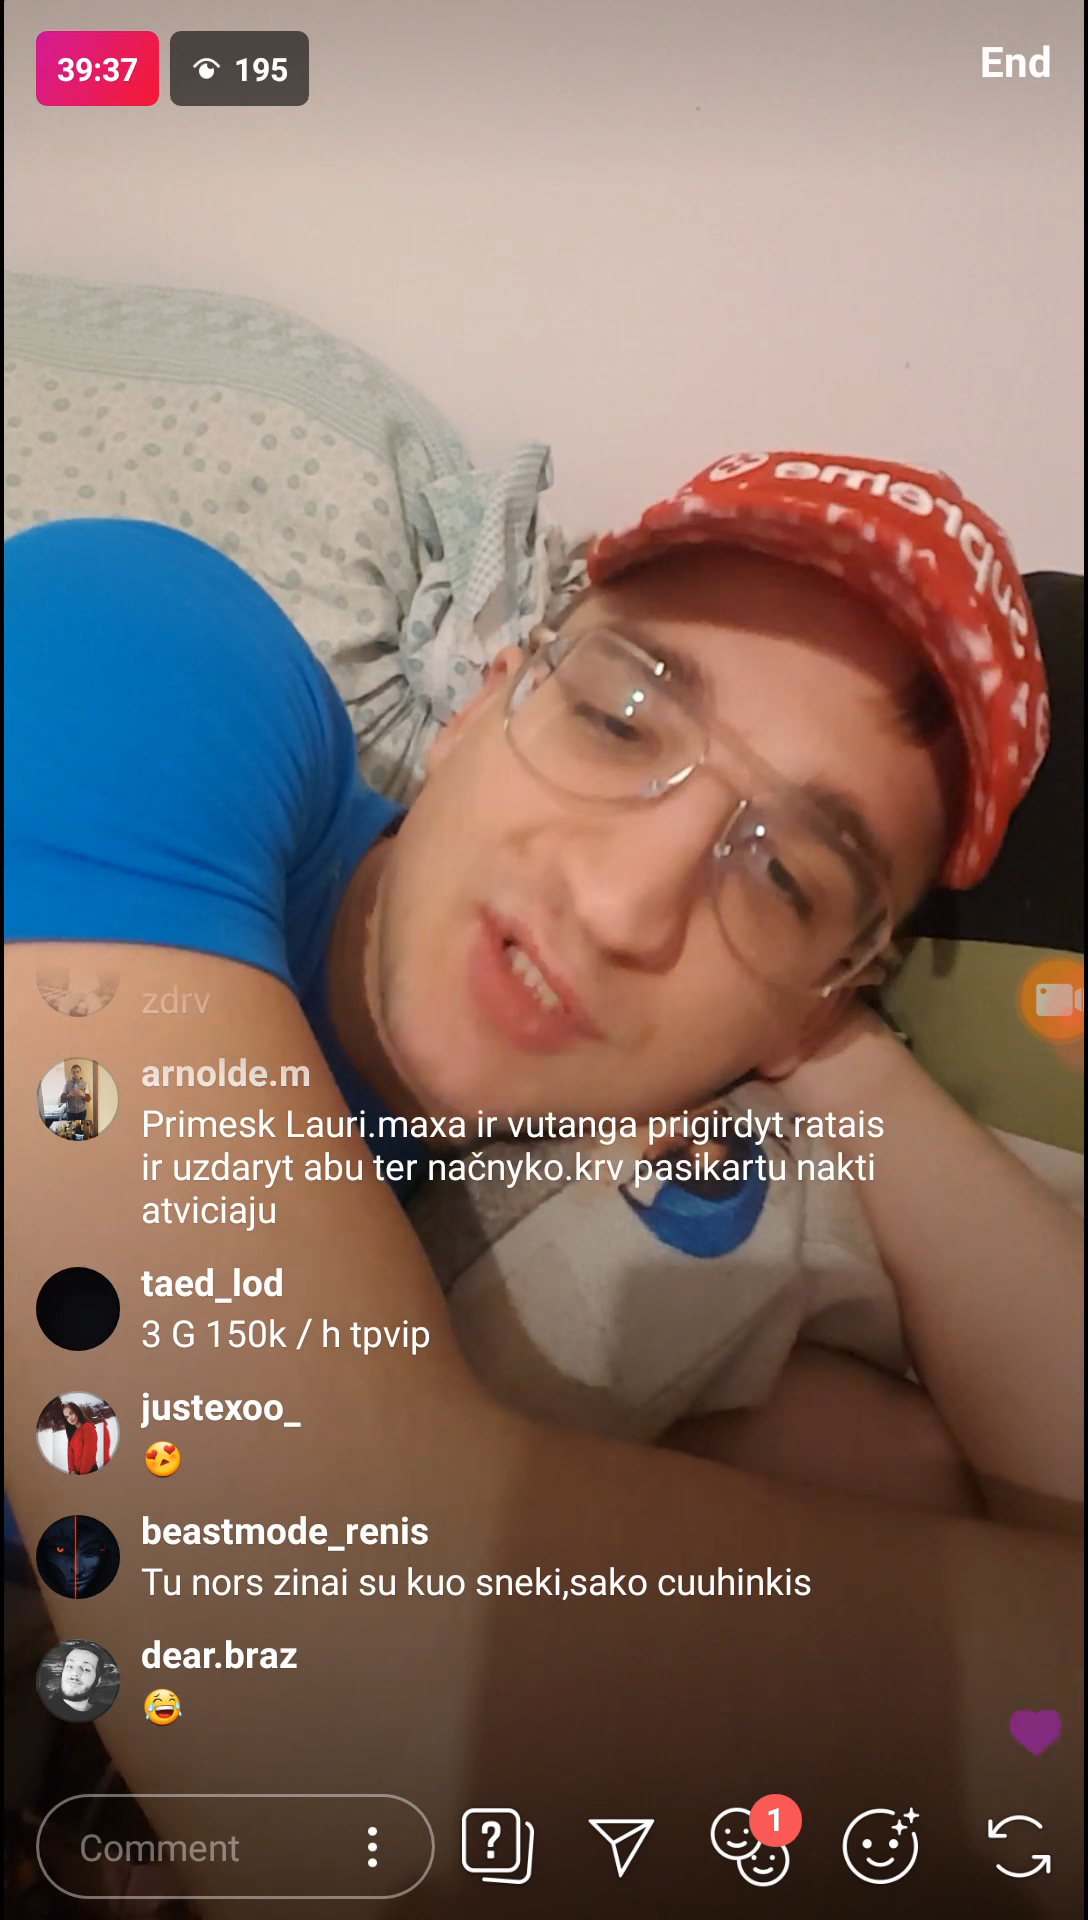 39:37
195
End
supreme
zdrv
arnolde.m
Primesk Lauri.maxa ir vutanga prigirdyt ratais
ir uzdaryt abu ter načnyko.krv pasikartu nakti
atviciaju
taed_lod
3 G 150k / h tpvip
justexoo_
beastmode_renis
Tu nors zinai su kuo sneki,sako cuuhinkis
dear.braz
Comment
1